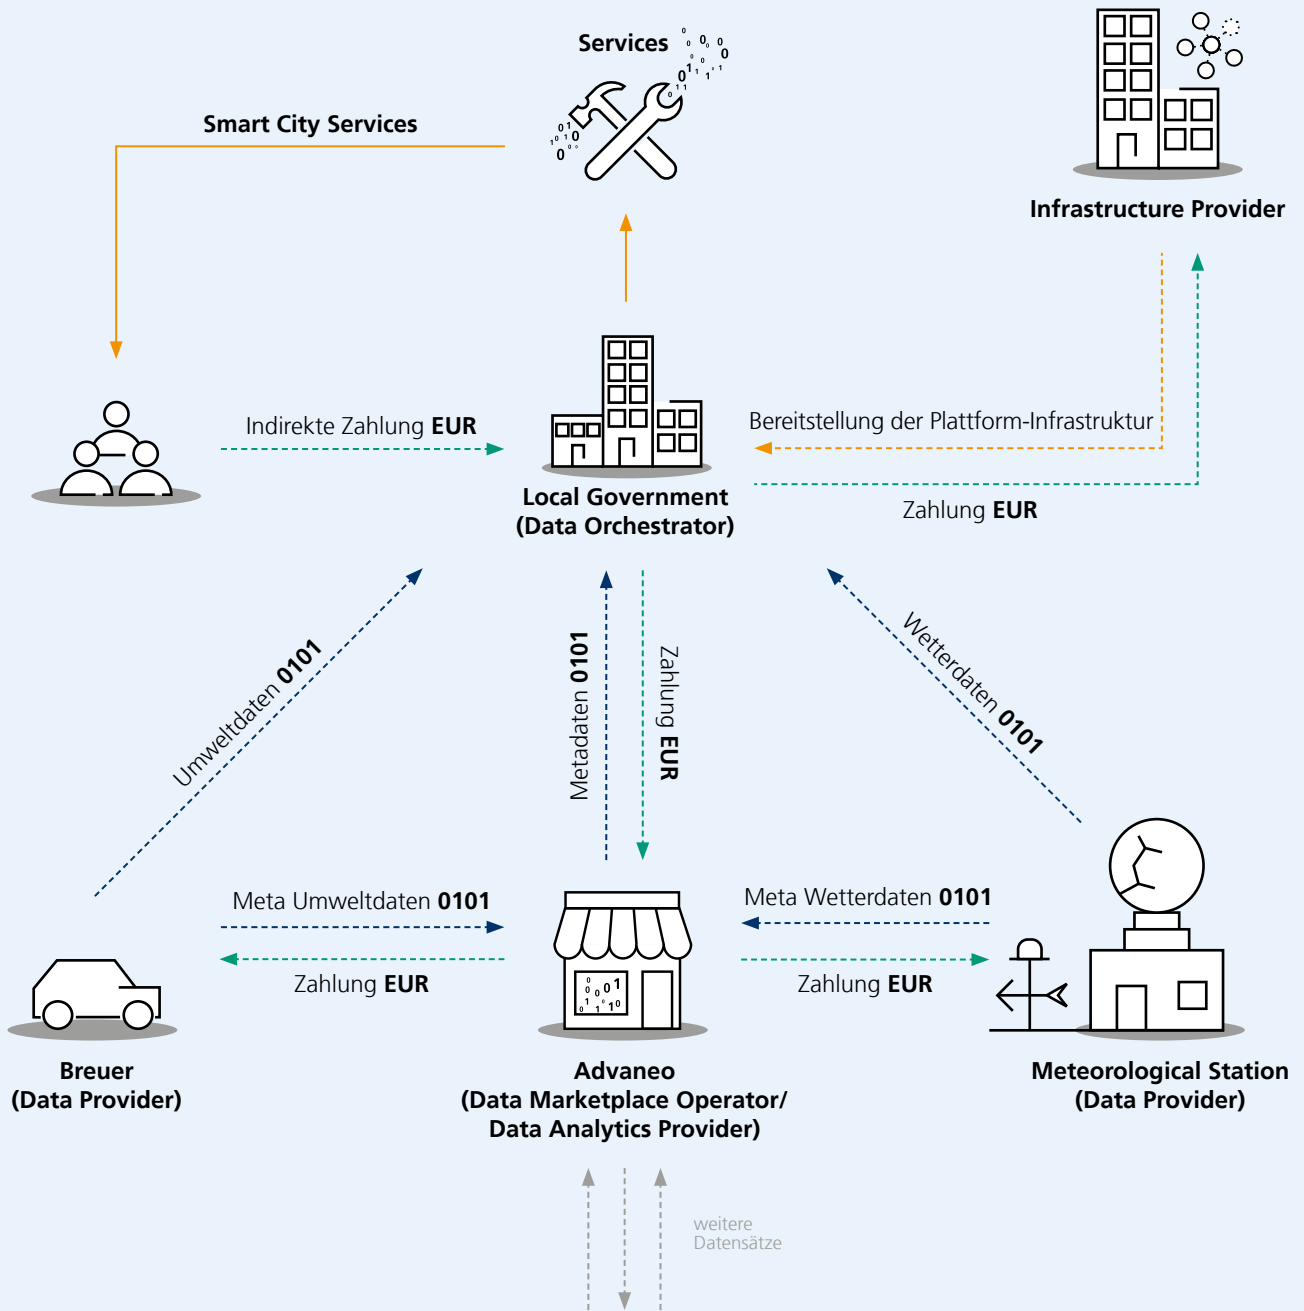 Services
Smart City Services
Infrastructure Provider
Indirekte Zahlung EUR
Bereitstellung der Plattform-Infrastruktur
Local Government
(Data Orchestrator)
Zahlung EUR
Umweltdaten 0101
Metadaten 0101
Zahlung EUR
Wetterdaten 0101
Meta Umweltdaten 0101
Zahlung EUR
Meta Wetterdaten 0101
Zahlung EUR
Breuer
(Data Provider)
Advaneo
(Data Marketplace Operator/
Data Analytics Provider)
Meteorological Station
(Data Provider)
weitere
Datensätze